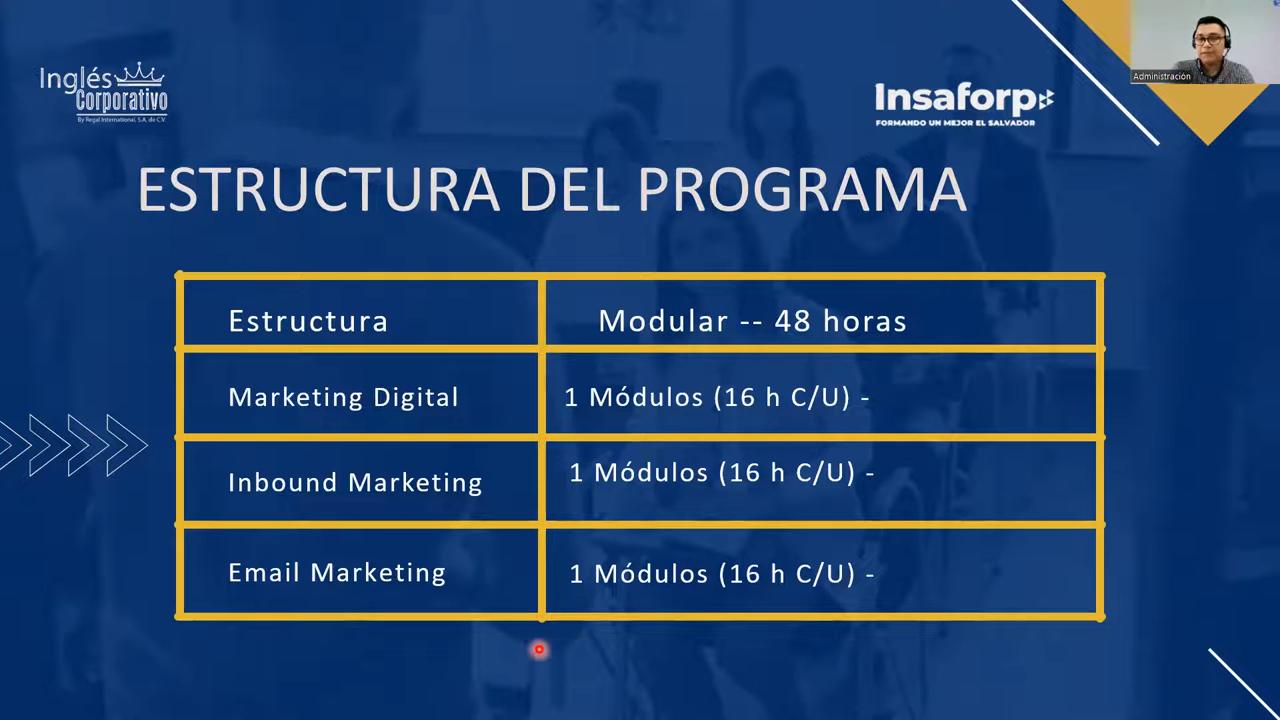 Inglés
Corporativo
By Regal International, S.A. de C.V.
Insaforp
FORMANDO UN MEJOR EL SALVADOR
Administración
ESTRUCTURA DEL PROGRAMA
Estructura
Modular -- 48 horas
Marketing Digital
1 Módulos (16 h C/U) -
Inbound Marketing
1 Módulos (16 h C/U) -
Email Marketing
1 Módulos (16 h C/U) -